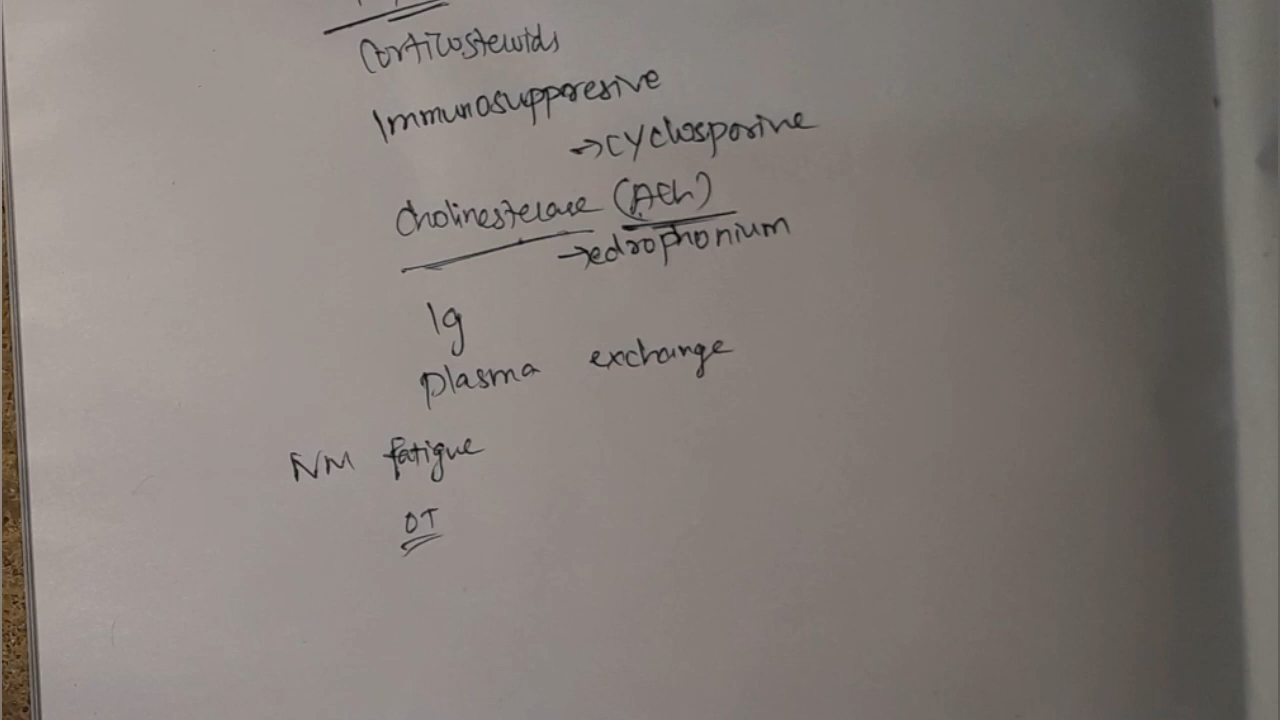 Corticosteroids
Immunosuppresive
→cyclosporine
cholinesterase (ACh)
→edrophonium
Ig
plasma exchange
NM fatigue
OT